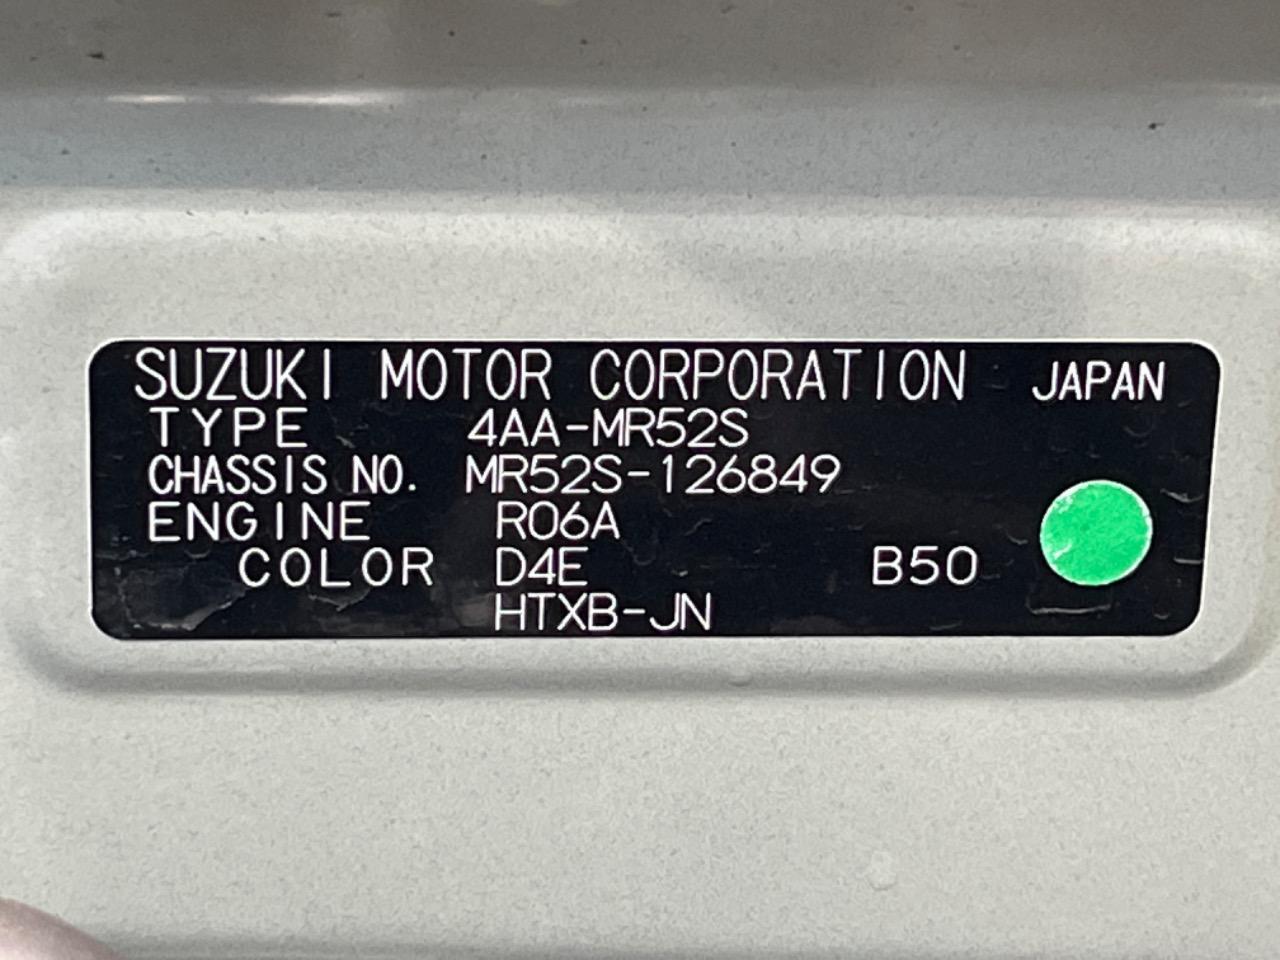 SUZUKI MOTOR CORPORATION JAPAN
TYPE 4AA-MR52S
CHASSIS NO. MR52S-126849
ENGINE R06A
COLOR D4E B50
HTXB-JN